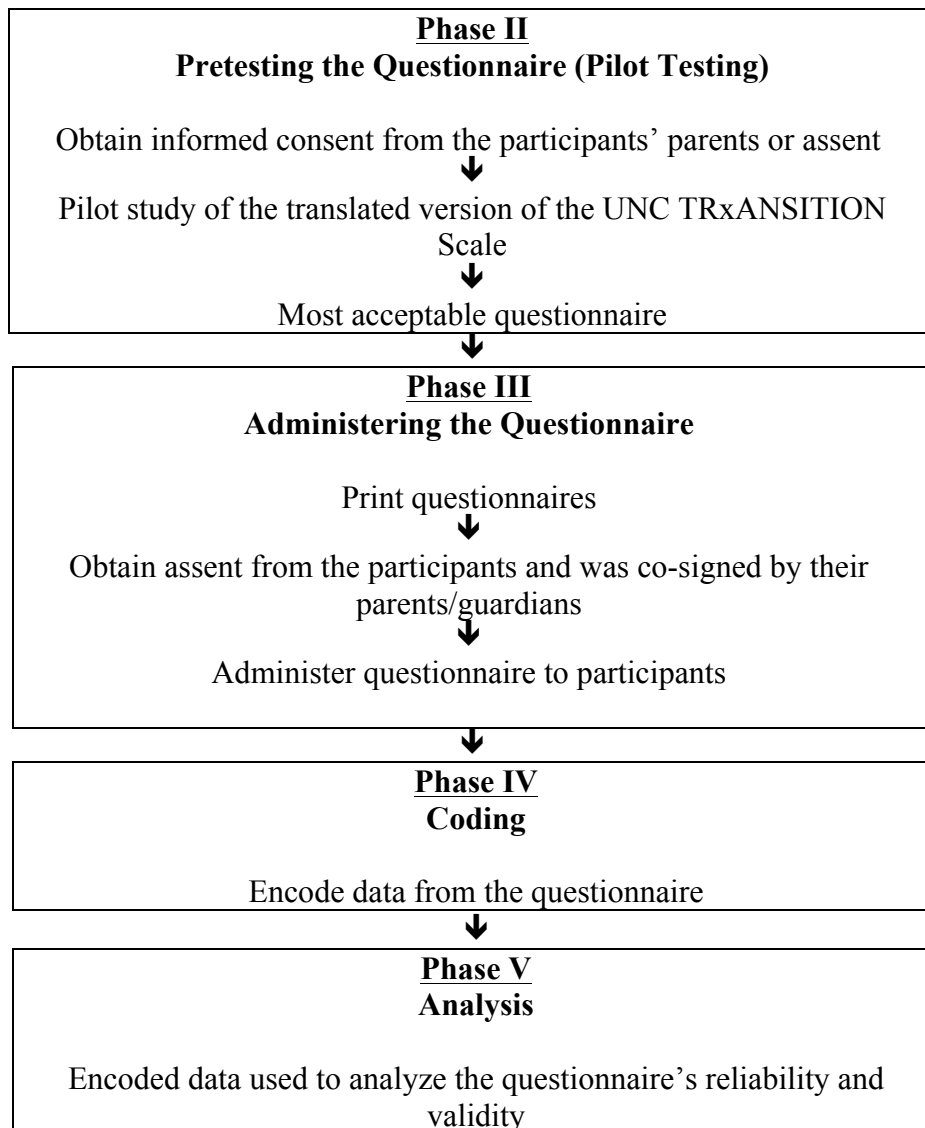 Phase II
Pretesting the Questionnaire (Pilot Testing)
Obtain informed consent from the participants’ parents or assent
Pilot study of the translated version of the UNC TRxANSITION
Scale
Most acceptable questionnaire
Phase III
Administering the Questionnaire
Print questionnaires
Obtain assent from the participants and was co-signed by their
parents/guardians
Administer questionnaire to participants
Phase IV
Coding
Encode data from the questionnaire
Phase V
Analysis
Encoded data used to analyze the questionnaire’s reliability and
validity